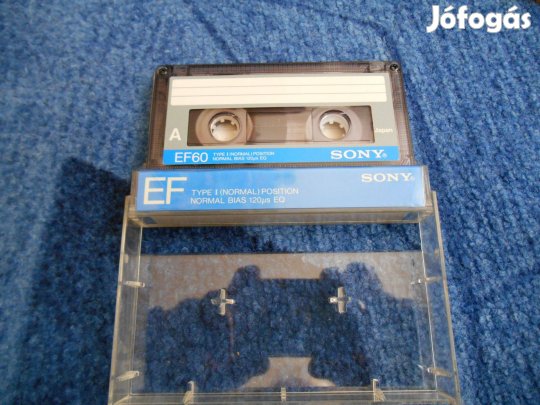 Jófogás
A
Japan
EF60 TYPE I (NORMAL) POSITION
NORMAL BIAS 120µs EQ
SONY
EF TYPE I (NORMAL) POSITION
NORMAL BIAS 120µs EQ
SONY